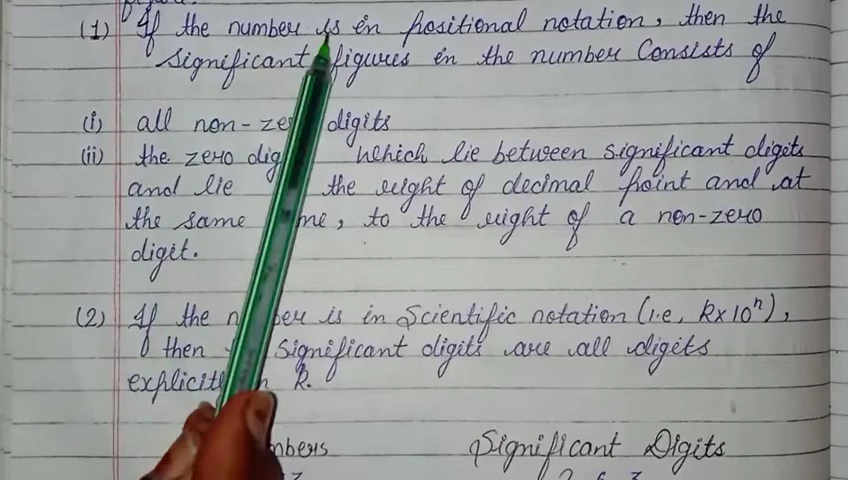 (1) If the number is in positional notation, then the
significant figures in the number Consists of
(i) all non-zero digits
(ii) the zero dig which lie between significant digits
and lie the right of decimal point and at
the same me, to the right of a non-zero
digit.
(2) If the n ber is in Scientific notation (i.e, k×10ⁿ),
then significant digits are all digits
explicit n k.
mbers Significant Digits